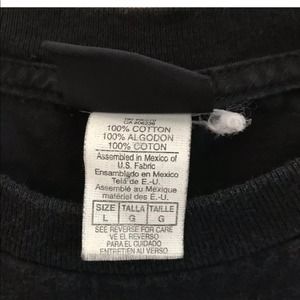 100% COTTON
100% ALGODON
100% COTON
Assembled in Mexico of
U.S. Fabric
Ensamblado en Mexico
Tela de E.-U.
Assemblé au Mexique
matériel des E.-U.
SIZE TALLA TAILLE
L G G
SEE REVERSE FOR CARE
VE EL REVERSO
PARA EL CUIDADO
ENTRETIEN AU VERSO